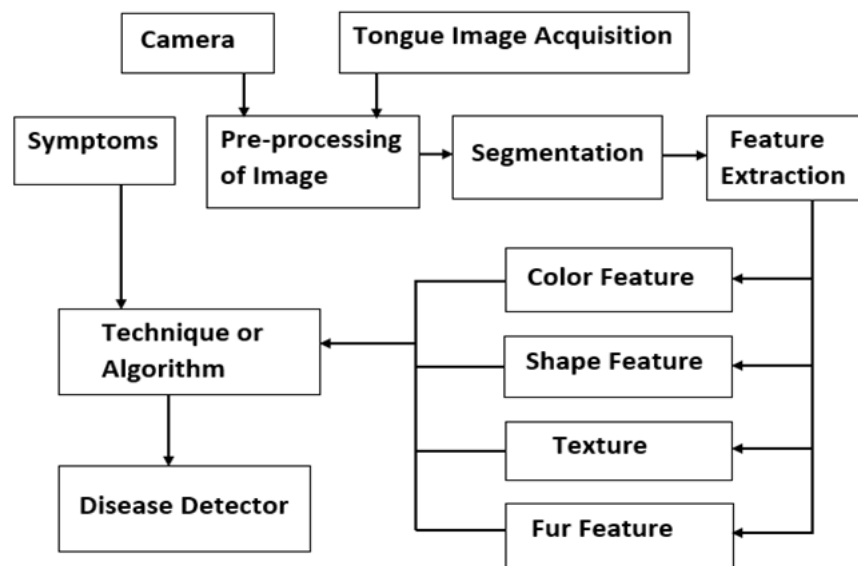 Camera
Tongue Image Acquisition
Symptoms
Pre-processing
of Image
Segmentation
Feature
Extraction
Color Feature
Technique or
Algorithm
Shape Feature
Texture
Disease Detector
Fur Feature